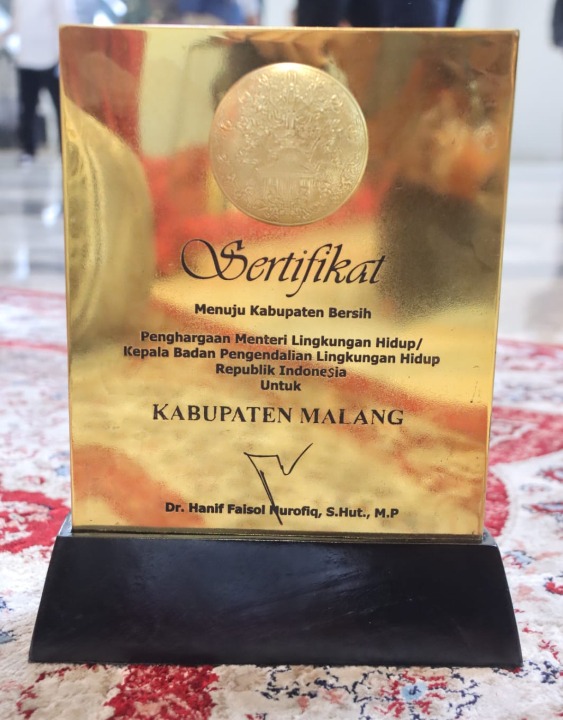 Sertifikat
Menuju Kabupaten Bersih
Penghargaan Menteri Lingkungan Hidup/
Kepala Badan Pengendalian Lingkungan Hidup
Republik Indonesia
Untuk
KABUPATEN MALANG
Dr. Hanif Faisol Nurofiq, S.Hut., M.P